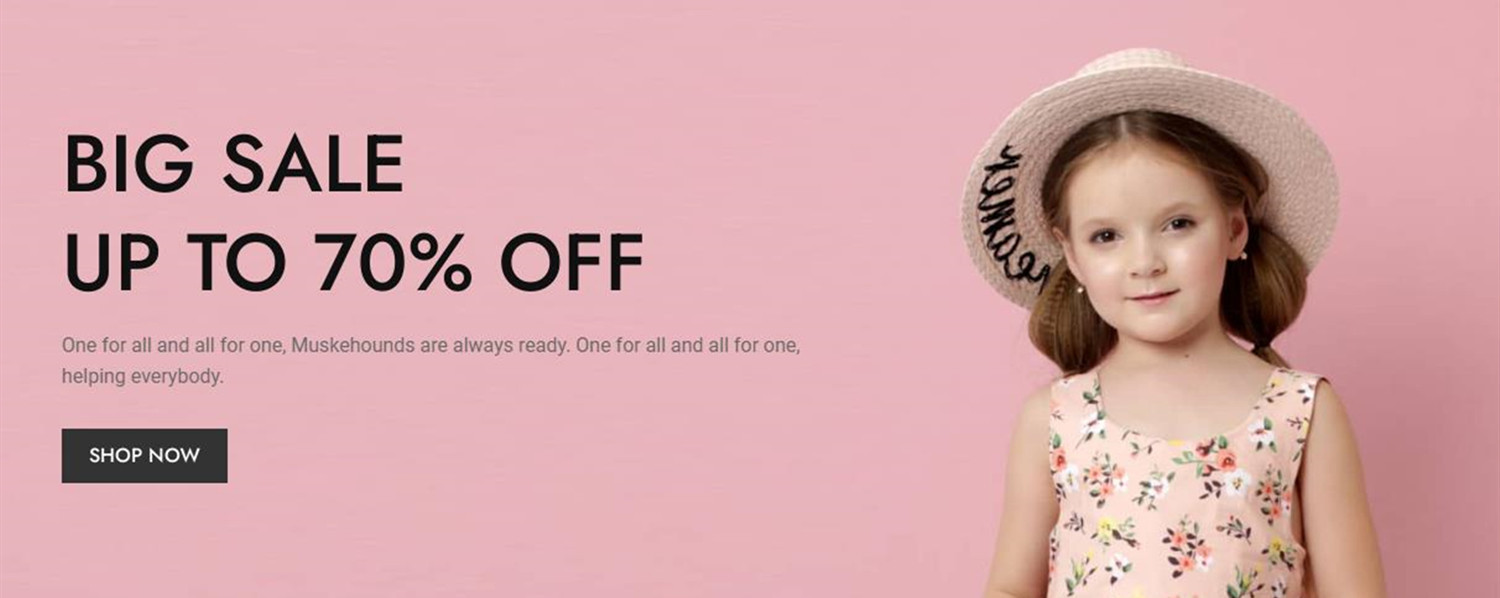 BIG SALE
UP TO 70% OFF
One for all and all for one, Muskehounds are always ready. One for all and all for one,
helping everybody.
SHOP NOW